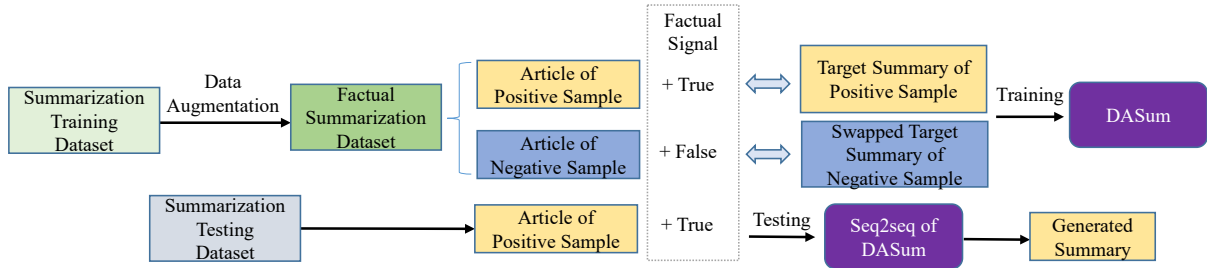 Factual
Signal
Summarization
Training
Dataset
Data
Augmentation
Factual
Summarization
Dataset
Article of
Positive Sample
+ True
Target Summary of
Positive Sample
Training
DASum
Article of
Negative Sample
+ False
Swapped Target
Summary of
Negative Sample
Summarization
Testing
Dataset
Article of
Positive Sample
+ True
Testing
Seq2seq of
DASum
Generated
Summary